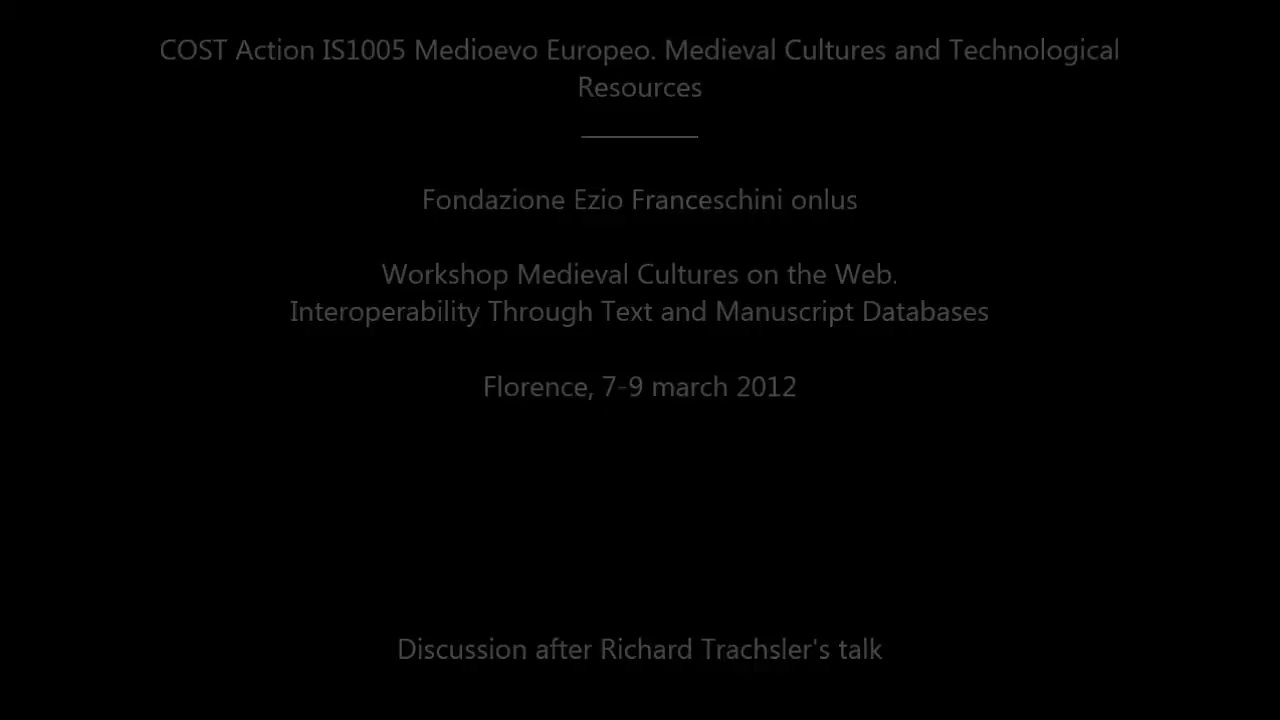 COST Action IS1005 Medioevo Europeo. Medieval Cultures and Technological
Resources
Fondazione Ezio Franceschini onlus
Workshop Medieval Cultures on the Web.
Interoperability Through Text and Manuscript Databases
Florence, 7-9 march 2012
Discussion after Richard Trachsler's talk